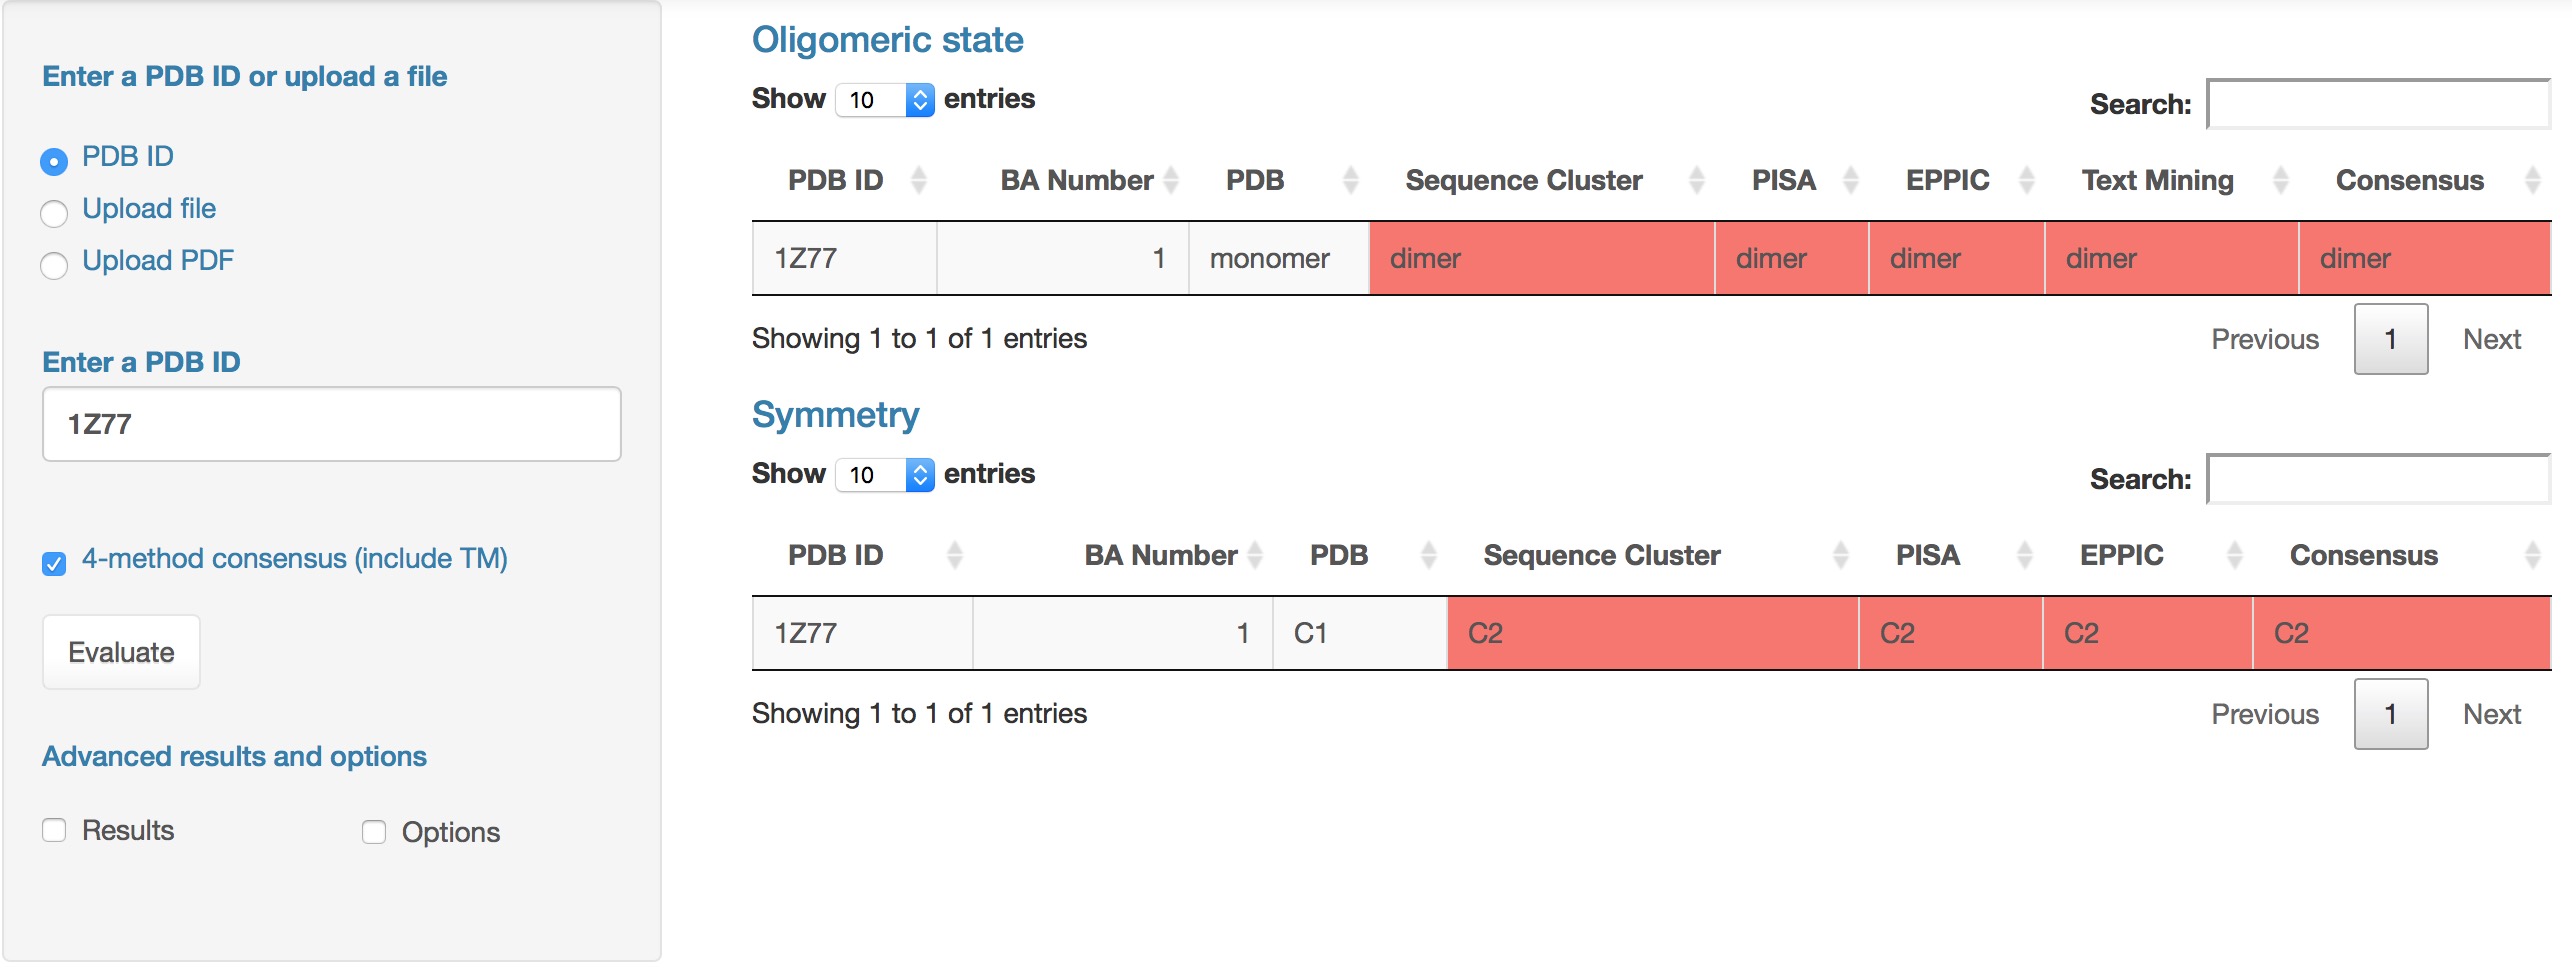 Enter a PDB ID or upload a file
PDB ID
Upload file
Upload PDF
Enter a PDB ID
1Z77
4-method consensus (include TM)
Evaluate
Advanced results and options
Results Options
Oligomeric state
Show 10 entries Search:
PDB ID BA Number PDB Sequence Cluster PISA EPPIC Text Mining Consensus
1Z77 1 monomer dimer dimer dimer dimer dimer
Showing 1 to 1 of 1 entries Previous 1 Next
Symmetry
Show 10 entries Search:
PDB ID BA Number PDB Sequence Cluster PISA EPPIC Consensus
1Z77 1 C1 C2 C2 C2 C2
Showing 1 to 1 of 1 entries Previous 1 Next